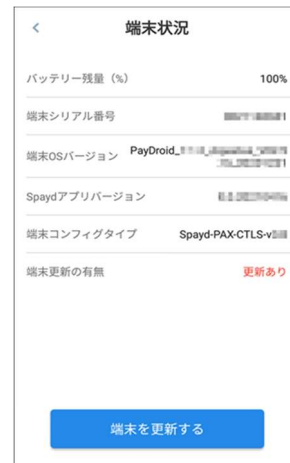 端末状況
バッテリー残量（%） 100%
端末シリアル番号
端末OSバージョン PayDroid_
Spaydアプリバージョン
端末コンフィグタイプ Spayd-PAX-CTLS-v
端末更新の有無 更新あり
端末を更新する